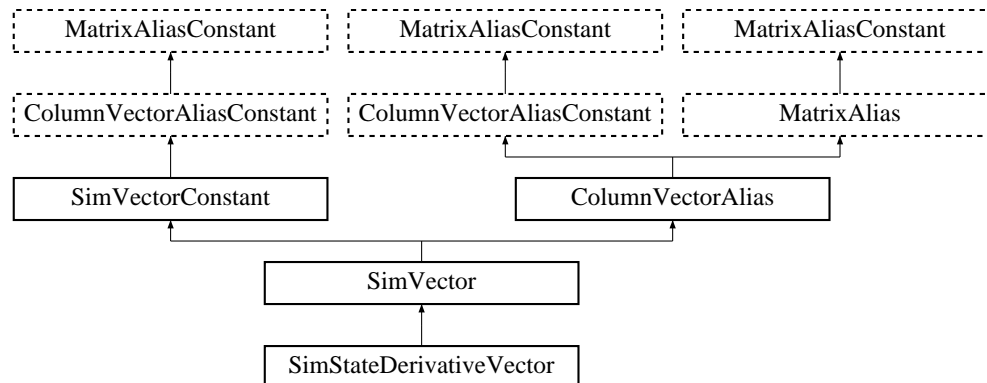 MatrixAliasConstant
MatrixAliasConstant
MatrixAliasConstant
ColumnVectorAliasConstant
ColumnVectorAliasConstant
MatrixAlias
SimVectorConstant
ColumnVectorAlias
SimVector
SimStateDerivativeVector